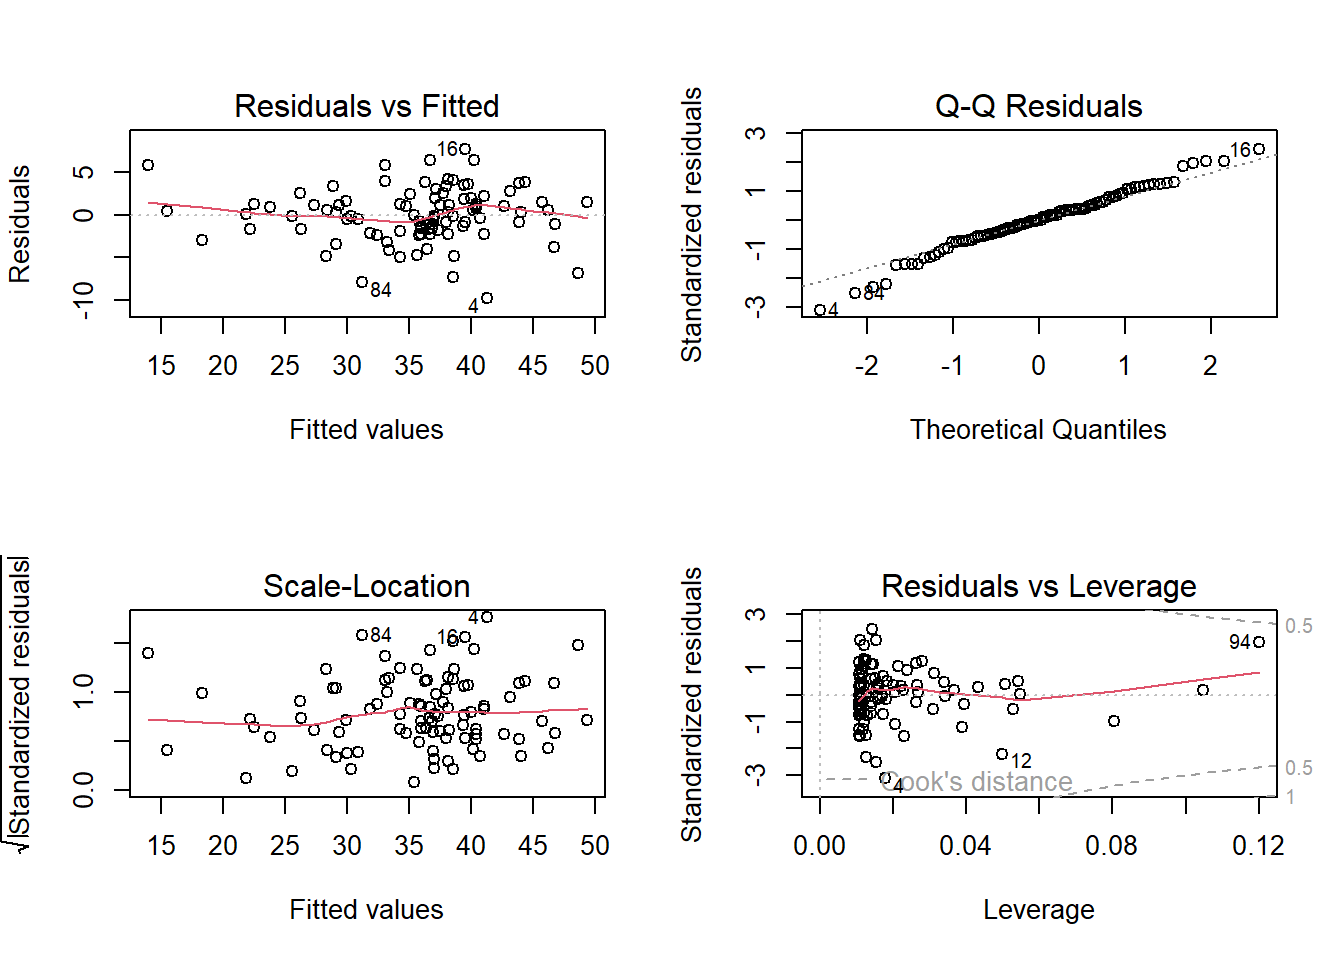 Residuals vs Fitted
Residuals
5
0
-10
16
84
4
15 20 25 30 35 40 45 50
Fitted values
Q-Q Residuals
Standardized residuals
3
1
-1
-3
16
84
4
-2 -1 0 1 2
Theoretical Quantiles
Scale-Location
√|Standardized residuals|
1.0
0.0
4
84
16
15 20 25 30 35 40 45 50
Fitted values
Residuals vs Leverage
Standardized residuals
3
1
-1
-3
0.5
94
12
0.5
Cook's distance
4
1
0.00 0.04 0.08 0.12
Leverage